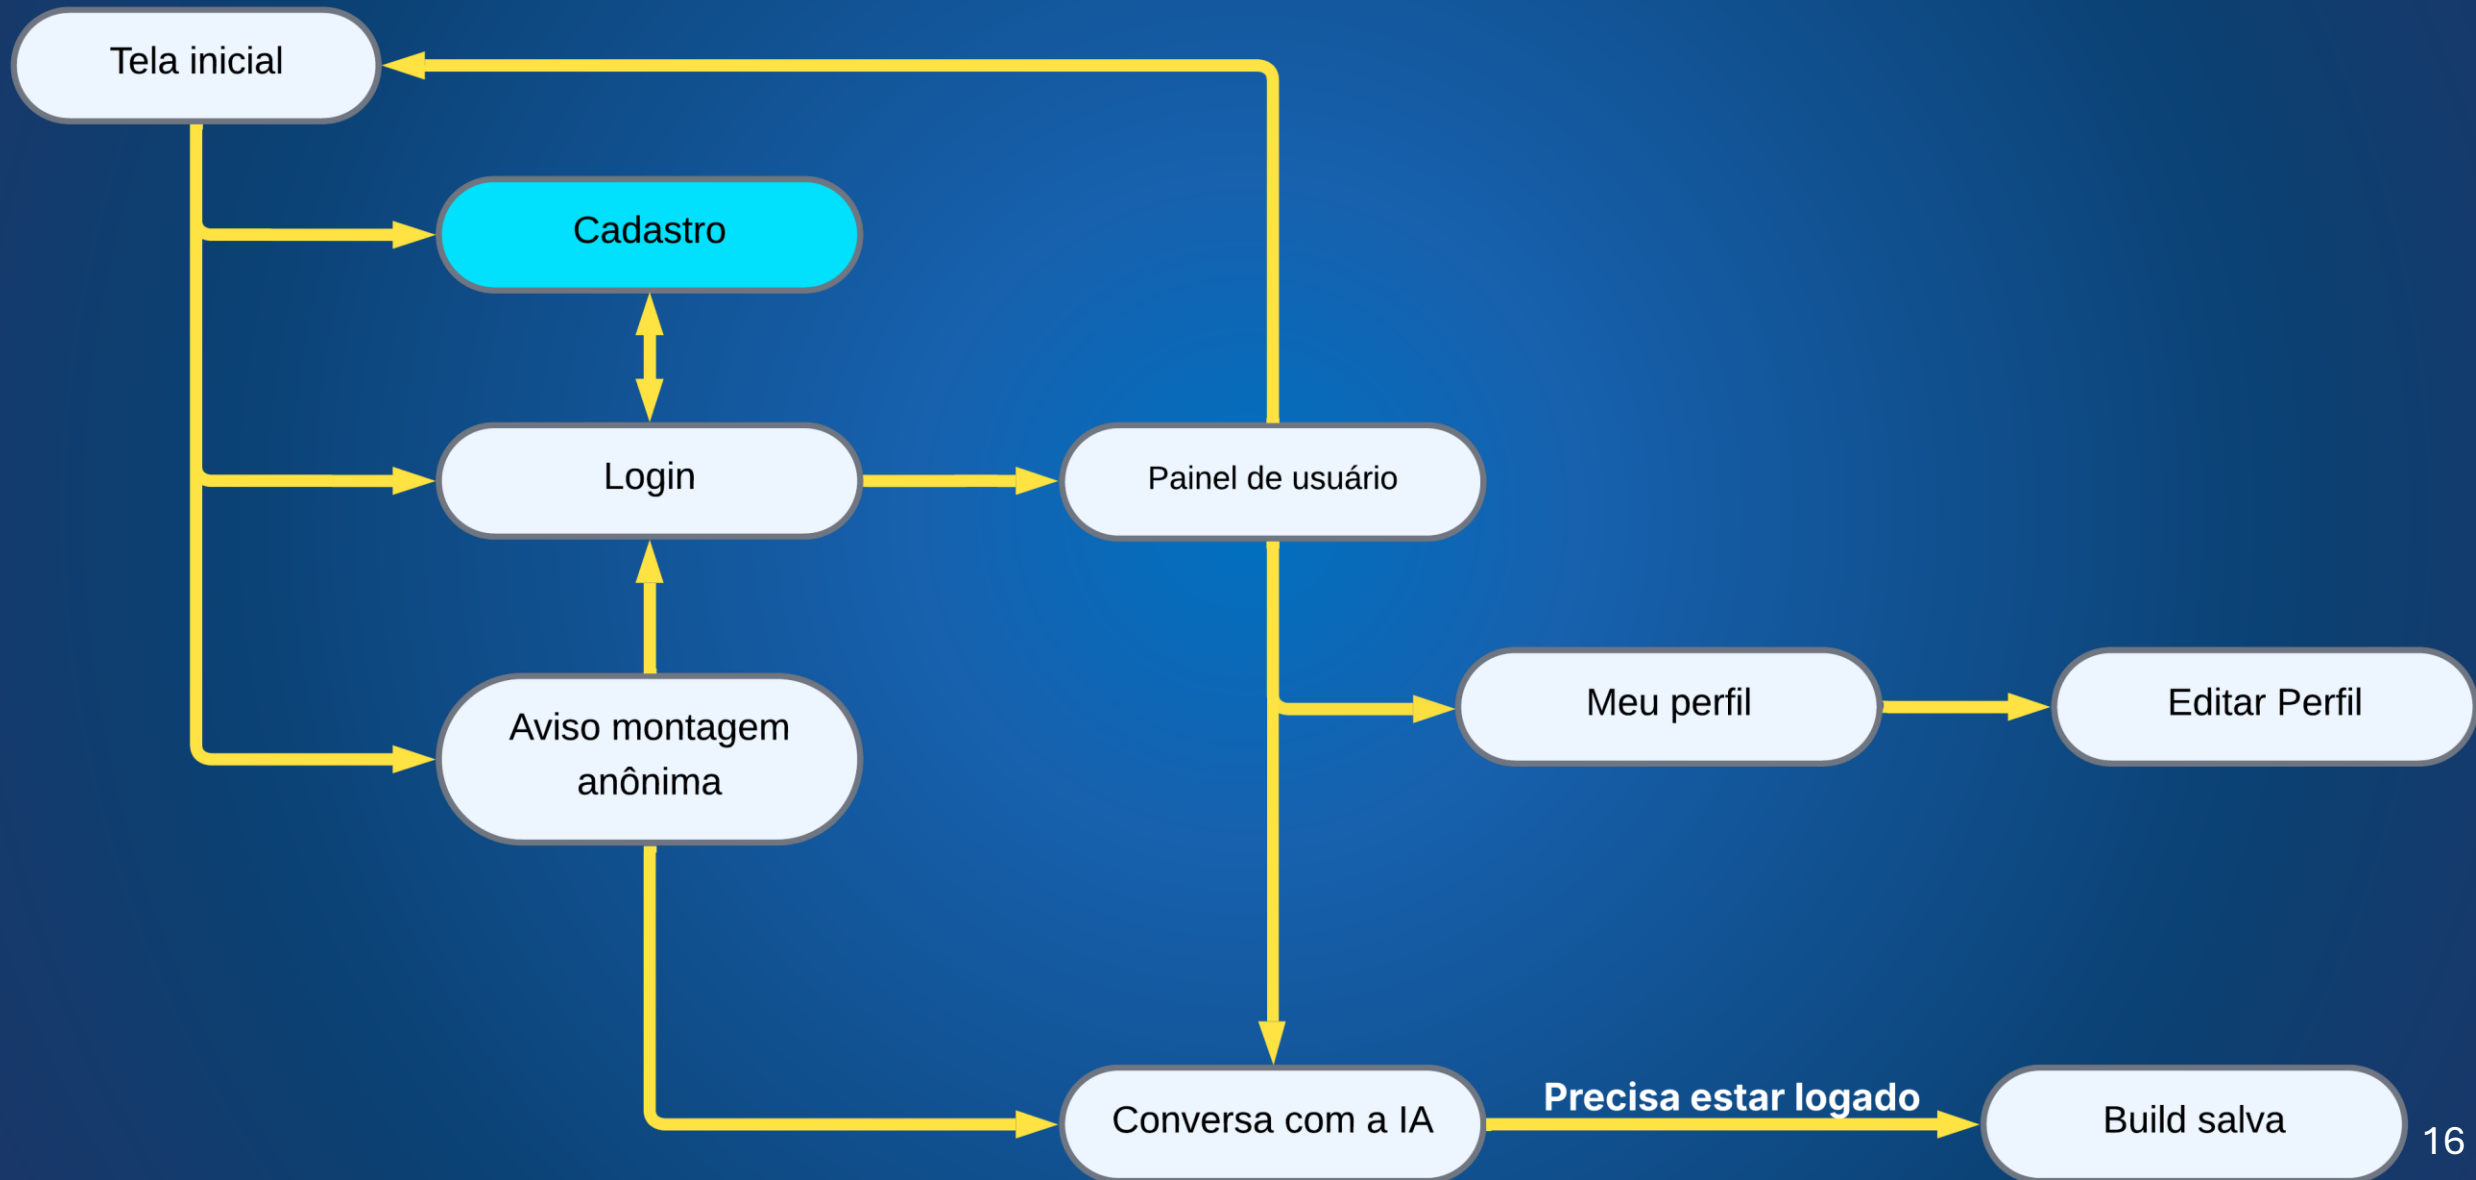 Tela inicial
Cadastro
Login
Painel de usuário
Aviso montagem
anônima
Meu perfil
Editar Perfil
Conversa com a IA
Precisa estar logado
Build salva
16